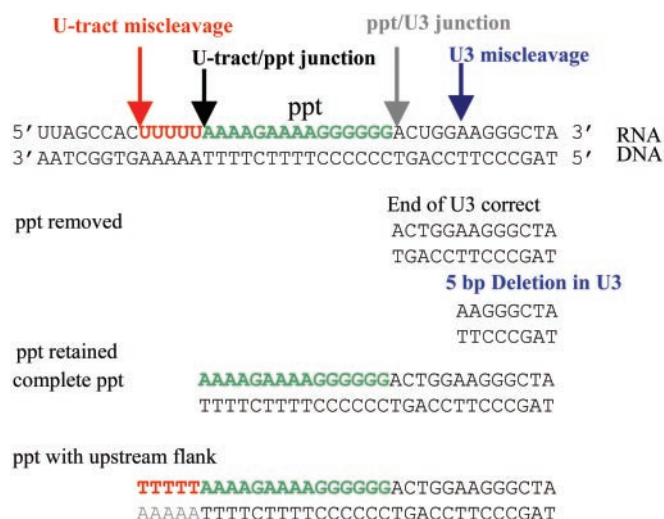 U-tract miscleavage
ppt/U3 junction
U-tract/ppt junction
U3 miscleavage
ppt
5'UUAGCCACUUUUUAAAAGAAAAGGGGGGACUGGAAGGGCUA 3' RNA
3'AATCGGTGAAAAATTTTCTTTTCCCCCCTGACCTTCCCGAT 5' DNA
ppt removed
End of U3 correct
ACTGGAAGGGCTA
TGACCTTCCCGAT
5 bp Deletion in U3
AAGGGCTA
TTCCCGAT
ppt retained
complete ppt
AAAAGAAAAGGGGGGACTGGAAGGGCTA
TTTTCTTTTCCCCCCTGACCTTCCCGAT
ppt with upstream flank
TTTTTAAAAGAAAAGGGGGGACTGGAAGGGCTA
AAAAATTTTCTTTTCCCCCCTGACCTTCCCGAT